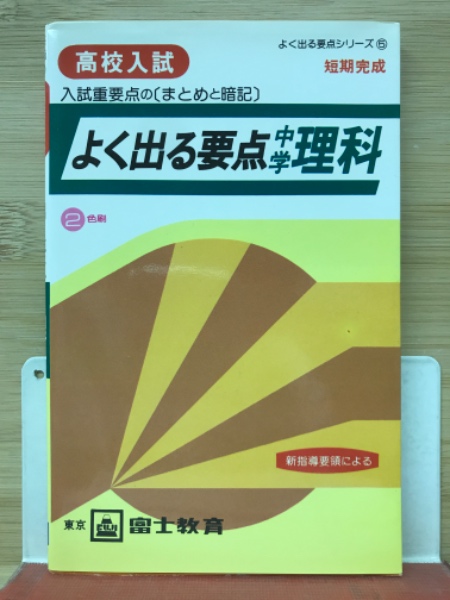 高校入試
よく出る要点シリーズ⑤
短期完成
入試重要点の〔まとめと暗記〕
よく出る要点中学理科
2色刷
新指導要領による
東京 FUJI 富士教育